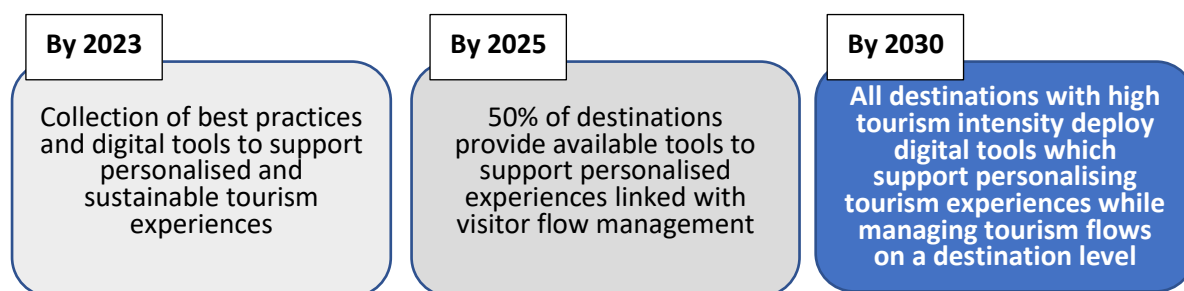 By 2023
Collection of best practices
and digital tools to support
personalised and
sustainable tourism
experiences
By 2025
50% of destinations
provide available tools to
support personalised
experiences linked with
visitor flow management
By 2030
All destinations with high
tourism intensity deploy
digital tools which
support personalising
tourism experiences while
managing tourism flows
on a destination level